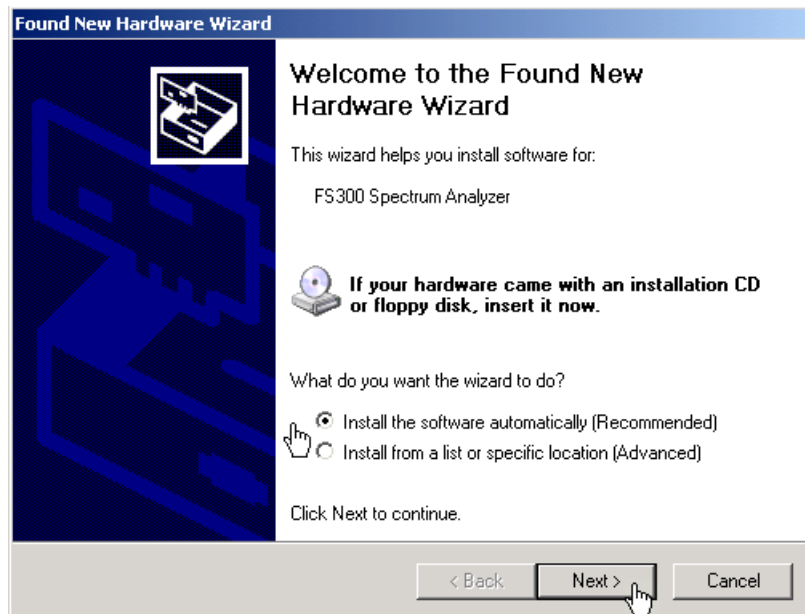 Found New Hardware Wizard
Welcome to the Found New
Hardware Wizard
This wizard helps you install software for:
FS300 Spectrum Analyzer
If your hardware came with an installation CD
or floppy disk, insert it now.
What do you want the wizard to do?
Install the software automatically (Recommended)
Install from a list or specific location (Advanced)
Click Next to continue.
< Back
Next >
Cancel